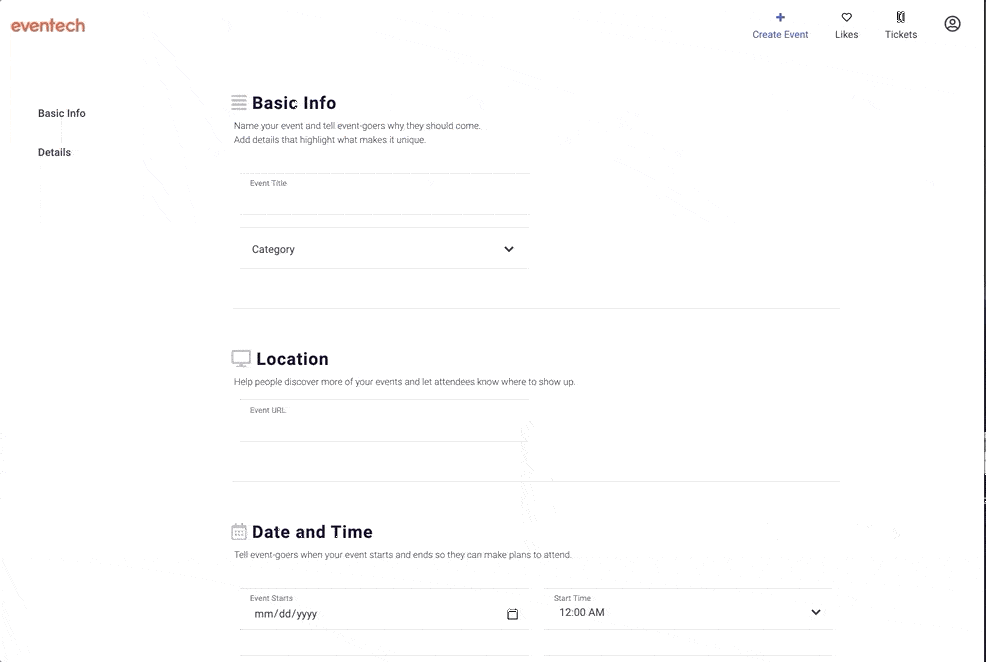 eventech
Create Event
Likes
Tickets
Basic Info
Details
Basic Info
Name your event and tell event-goers why they should come.
Add details that highlight what makes it unique.
Event Title
Category
Location
Help people discover more of your events and let attendees know where to show up.
Event URL
Date and Time
Tell event-goers when your event starts and ends so they can make plans to attend.
Event Starts
mm/dd/yyyy
Start Time
12:00 AM